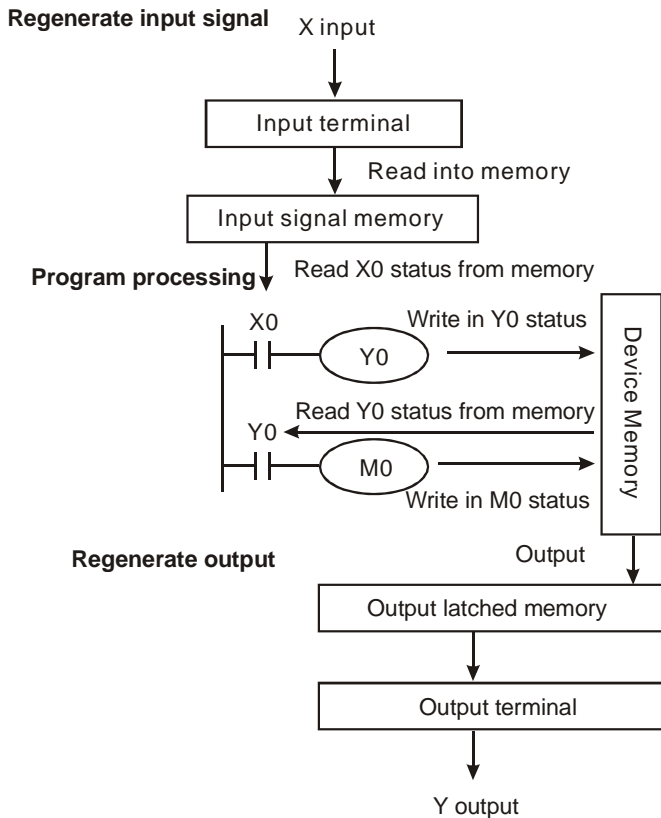 Regenerate input signal
X input
Input terminal
Read into memory
Input signal memory
Read X0 status from memory
Program processing
X0
Y0
Write in Y0 status
Device Memory
Read Y0 status from memory
Y0
M0
Write in M0 status
Regenerate output
Output
Output latched memory
Output terminal
Y output